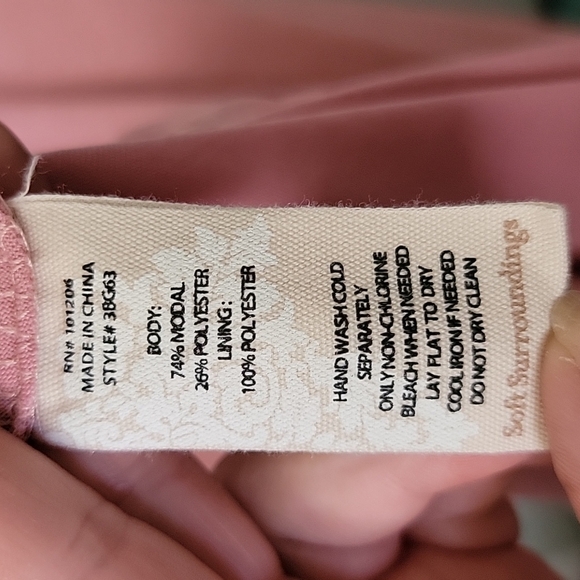 RN# 101206
MADE IN CHINA
STYLE# 3BG63
BODY:
74% MODAL
26% POLYESTER
LINING:
100% POLYESTER
HAND WASH COLD
SEPARATELY
ONLY NON-CHLORINE
BLEACH WHEN NEEDED
LAY FLAT TO DRY
COOL IRON IF NEEDED
DO NOT DRY CLEAN
Soft Surroundings